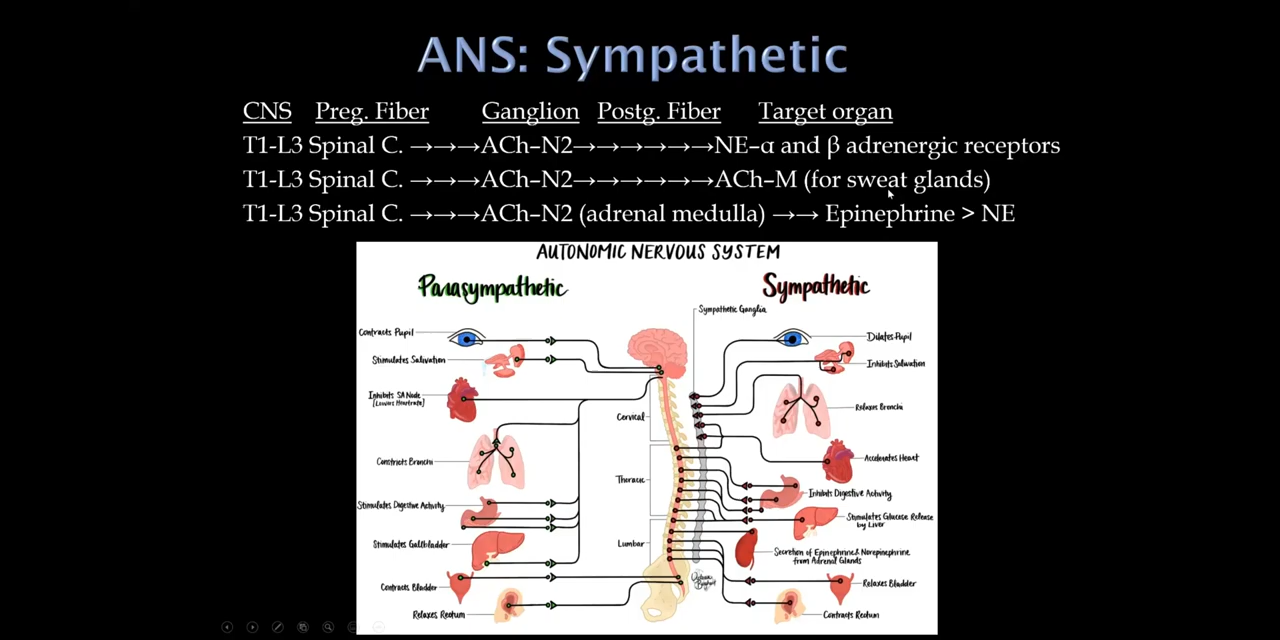 ANS: Sympathetic
CNS Preg. Fiber Ganglion Postg. Fiber Target organ
T1-L3 Spinal C. →→→ACh–N2→→→→→→NE–α and β adrenergic receptors
T1-L3 Spinal C. →→→ACh–N2→→→→→→ACh–M (for sweat glands)
T1-L3 Spinal C. →→→ACh–N2 (adrenal medulla) →→ Epinephrine > NE
AUTONOMIC NERVOUS SYSTEM
Parasympathetic
Sympathetic
Sympathetic Ganglia
Contracts Pupil
Stimulates Salivation
Inhibits SA Node
(Lowers Heartrate)
Constricts Bronchi
Stimulates Digestive Activity
Stimulates Gallbladder
Contracts Bladder
Relaxes Rectum
Cervical
Thoracic
Lumbar
Dilates Pupil
Inhibits Salivation
Relaxes Bronchi
Accelerates Heart
Inhibits Digestive Activity
Stimulates Glucose Release
by Liver
Secretion of Epinephrine & Norepinephrine
from Adrenal Glands
Relaxes Bladder
Contracts Rectum